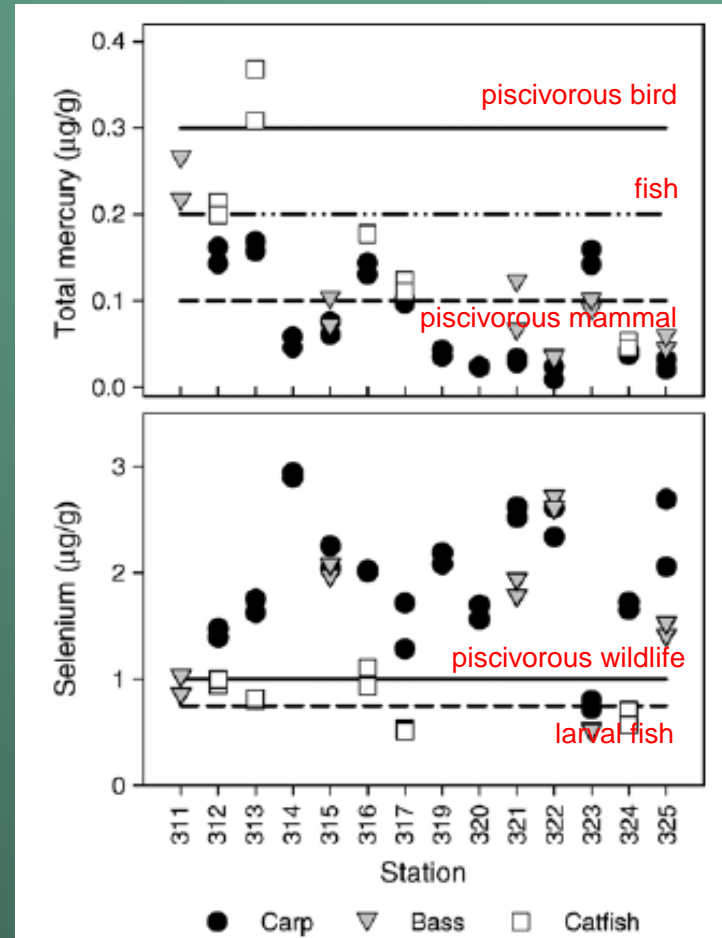 0.4
piscivorous bird
0.3
fish
0.2
0.1
piscivorous mammal
0.0
Total mercury (µg/g)
3
2
piscivorous wildlife
1
larval fish
0
Selenium (µg/g)
311 312 313 314 315 316 317 319 320 321 322 323 324 325
Station
Carp Bass Catfish